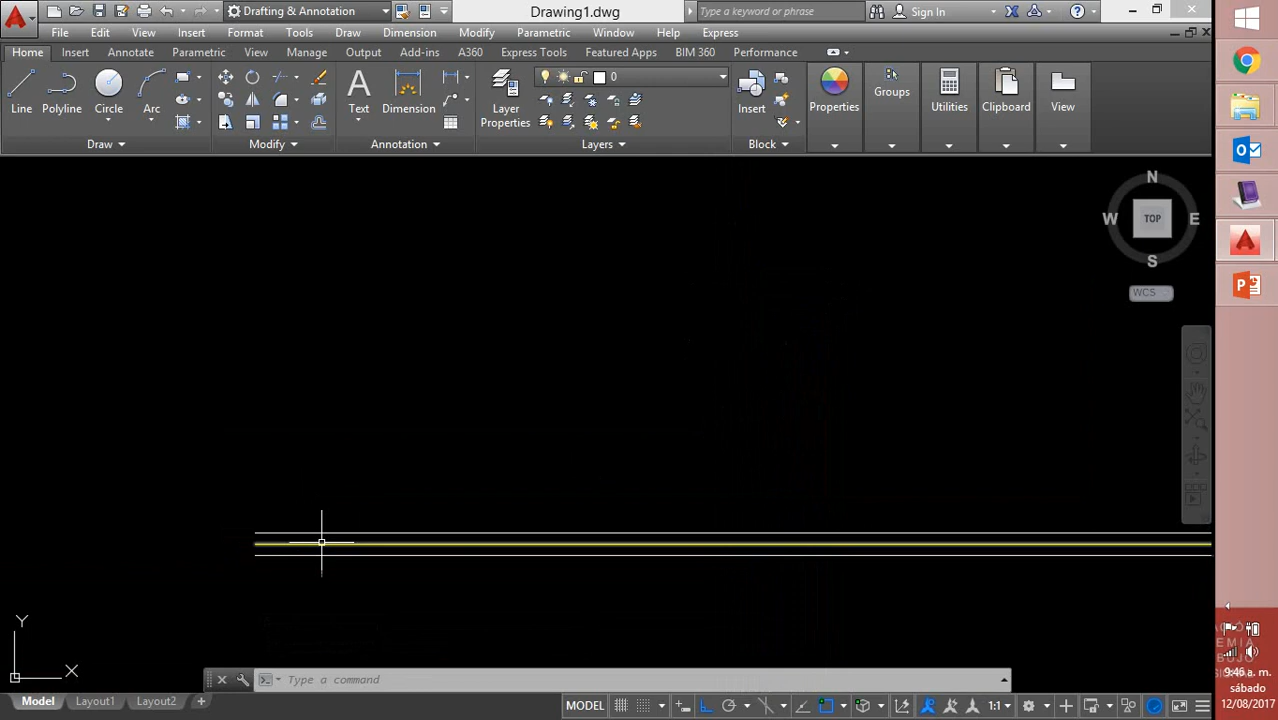 Drafting & Annotation
Drawing1.dwg
Type a keyword or phrase
Sign In
File Edit View Insert Format Tools Draw Dimension Modify Parametric Window Help Express
Home Insert Annotate Parametric View Manage Output Add-ins A360 Express Tools Featured Apps BIM 360 Performance
Line Polyline Circle Arc
Text Dimension
Layer
Properties
0
Insert
Properties Groups Utilities Clipboard View
Draw Modify Annotation Layers Block
N
W TOP E
S
WCS
Y
X
Type a command
Model Layout1 Layout2 +
MODEL 1:1
9:46 a. m.
sábado
12/08/2017